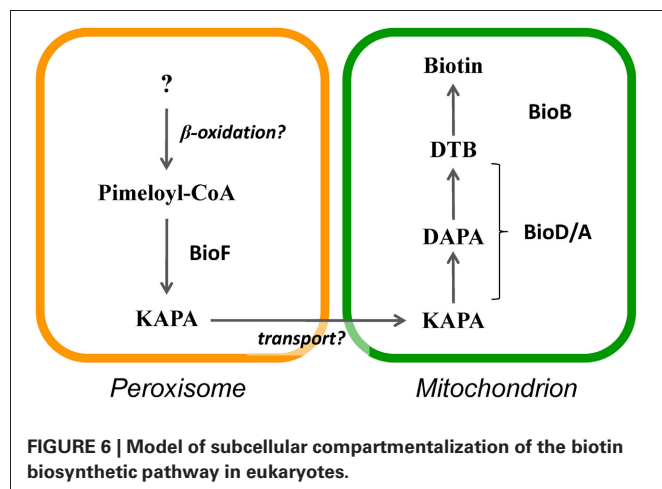 ?
β-oxidation?
Pimeloyl-CoA
BioF
KAPA
transport?
Peroxisome
Biotin
BioB
DTB
DAPA
BioD/A
KAPA
Mitochondrion
FIGURE 6 | Model of subcellular compartmentalization of the biotin
biosynthetic pathway in eukaryotes.